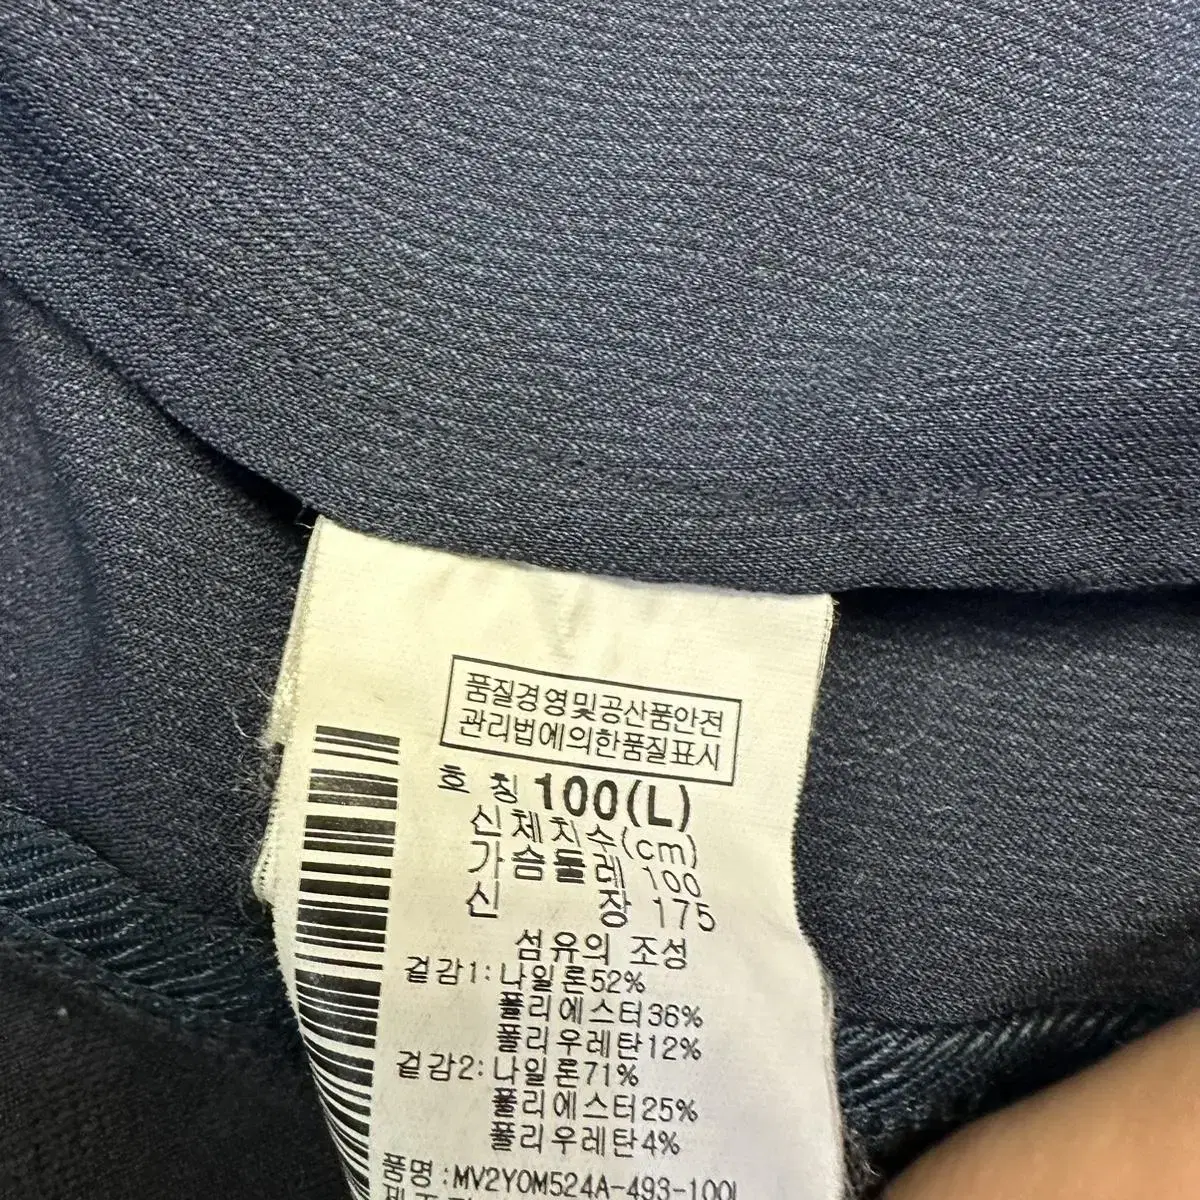 품질경영및공산품안전
관리법에의한품질표시
호 칭 100(L)
신체치수(cm)
가슴둘레 100
신 장 175
섬유의 조성
겉감1: 나일론52%
폴리에스터36%
폴리우레탄12%
겉감2: 나일론71%
폴리에스터25%
폴리우레탄4%
품명 :MV2Y0M524A-493-100L